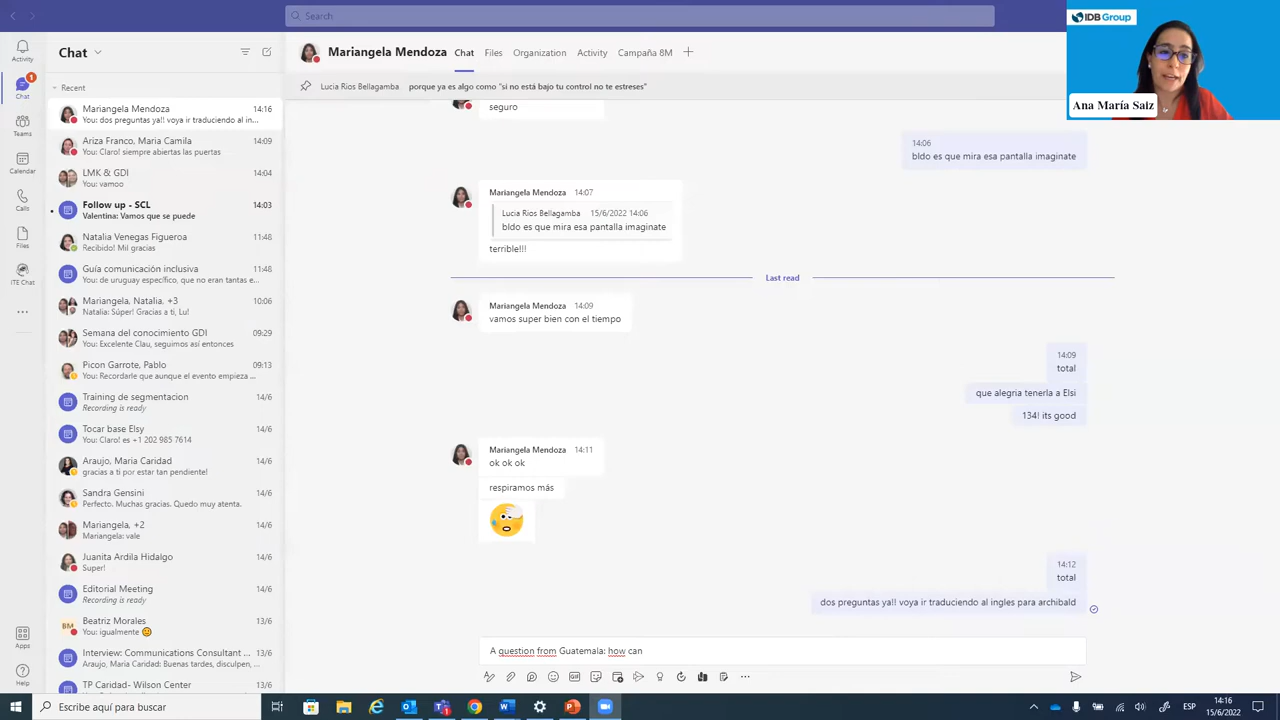 Search
IDB Group
Ana María Saiz
Activity
Chat
1
Teams
Calendar
Calls
Files
ITE Chat
Apps
Help
Chat
Recent
Mariangela Mendoza 14:16
You: dos preguntas ya!! voya ir traduciendo al in...
Ariza Franco, Maria Camila 14:09
You: Claro! siempre abiertas las puertas
LMK & GDI 14:04
You: vamoo
Follow up - SCL 14:03
Valentina: Vamos que se puede
Natalia Venegas Figueroa 11:48
Recibido! Mil gracias
Guía comunicación inclusiva 11:48
You: de uruguay específico, que no eran tantas e...
Mariangela, Natalia, +3 10:06
Natalia: Súper! Gracias a ti, Lu!
Semana del conocimiento GDI 09:29
You: Excelente Clau, seguimos así entonces
Picon Garrote, Pablo 09:13
You: Recordarle que aunque el evento empieza ...
Training de segmentacion 14/6
Recording is ready
Tocar base Elsy 14/6
You: Claro! es +1 202 985 7614
Araujo, Maria Caridad 14/6
gracias a ti por estar tan pendiente!
Sandra Gensini 14/6
Perfecto. Muchas gracias. Quedo muy atenta.
Mariangela, +2 14/6
Mariangela: vale
Juanita Ardila Hidalgo 14/6
Super!
Editorial Meeting 14/6
Recording is ready
BM
Beatriz Morales 13/6
You: igualmente
Interview: Communications Consultant ... 13/6
Araujo, Maria Caridad: Buenas tardes, disculpen, ...
TP Caridad- Wilson Center 13/6
Mariangela Mendoza Chat Files Organization Activity Campaña 8M
Lucia Rios Bellagamba porque ya es algo como "si no está bajo tu control no te estreses"
seguro
14:06
bldo es que mira esa pantalla imaginate
Mariangela Mendoza 14:07
Lucia Rios Bellagamba 15/6/2022 14:06
bldo es que mira esa pantalla imaginate
terrible!!!
Last read
Mariangela Mendoza 14:09
vamos super bien con el tiempo
14:09
total
que alegria tenerla a Elsi
134! its good
Mariangela Mendoza 14:11
ok ok ok
respiramos más
14:12
total
dos preguntas ya!! voya ir traduciendo al ingles para archibald
A question from Guatemala: how can
GIF
Escribe aquí para buscar
1
ESP
14:16
15/6/2022